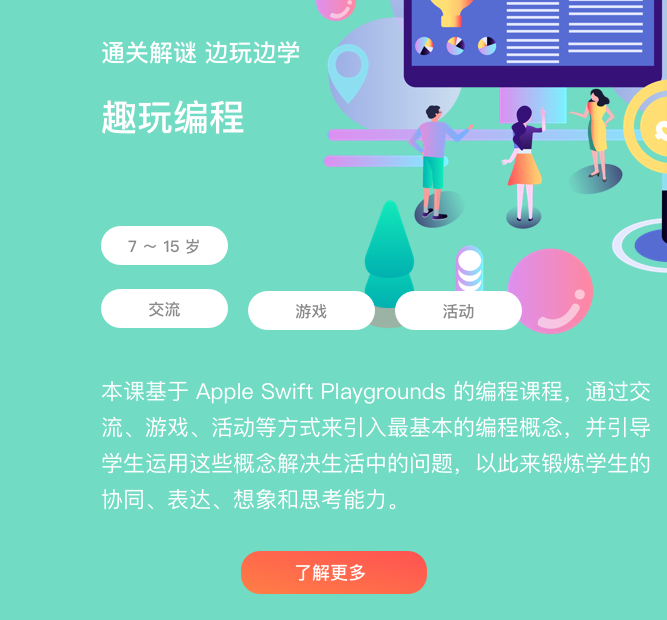 通关解谜 边玩边学
趣玩编程
7 ～ 15 岁
交流
游戏
活动
本课基于 Apple Swift Playgrounds 的编程课程，通过交
流、游戏、活动等方式来引入最基本的编程概念，并引导
学生运用这些概念解决生活中的问题，以此来锻炼学生的
协同、表达、想象和思考能力。
了解更多